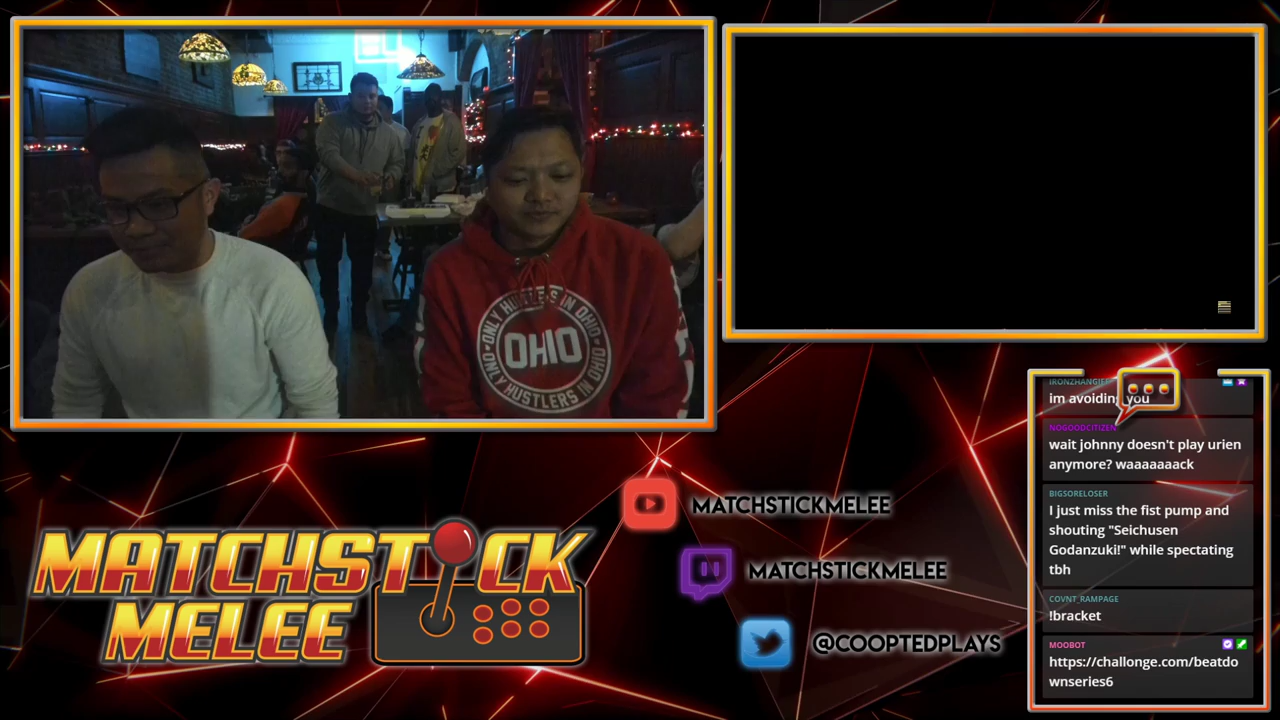 ONLY HUSTLERS IN OHIO
OHIO
ONLY HUSTLERS IN OHIO
MATCHSTICK
MELEE
MATCHSTICKMELEE
MATCHSTICKMELEE
@COOPTEDPLAYS
IRONZHANGIEF
im avoiding you
NOGOODCITIZEN
wait johnny doesn't play urien
anymore? waaaaaaack
BIGSORELOSER
I just miss the fist pump and
shouting "Seichusen
Godanzuki!" while spectating
tbh
COVNT_RAMPAGE
!bracket
MOOBOT
https://challonge.com/beatdo
wnseries6